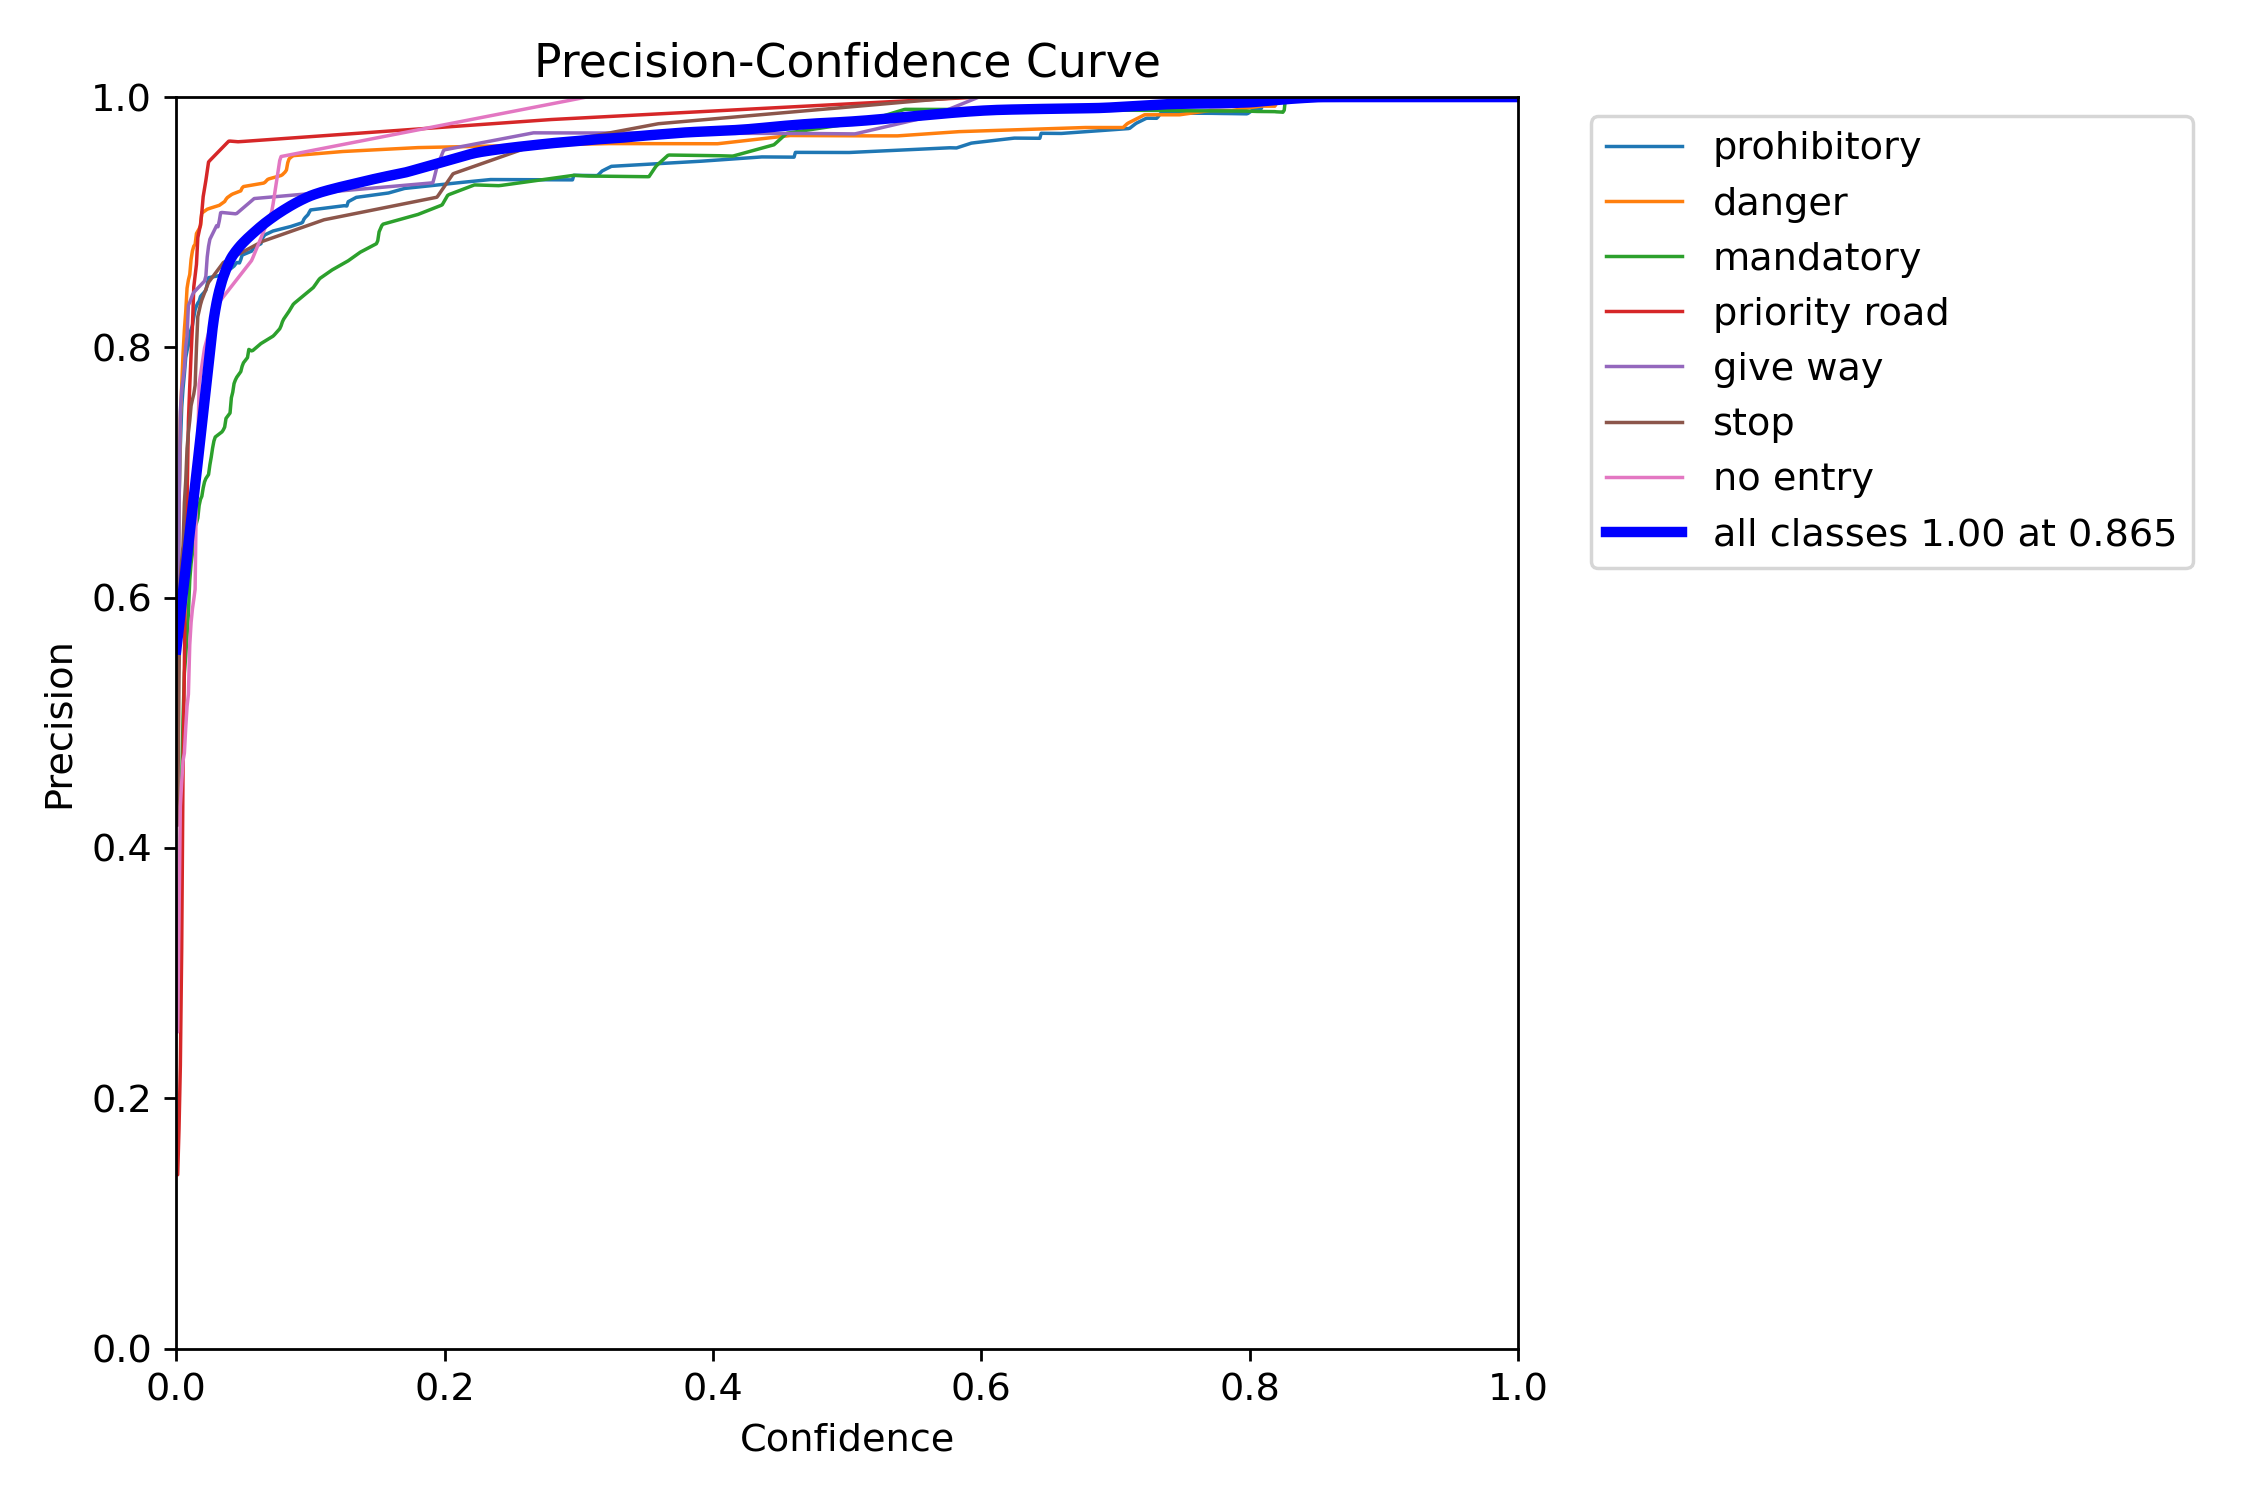 Precision-Confidence Curve
1.0
0.8
0.6
0.4
0.2
0.0
Precision
0.0 0.2 0.4 0.6 0.8 1.0
Confidence
prohibitory
danger
mandatory
priority road
give way
stop
no entry
all classes 1.00 at 0.865